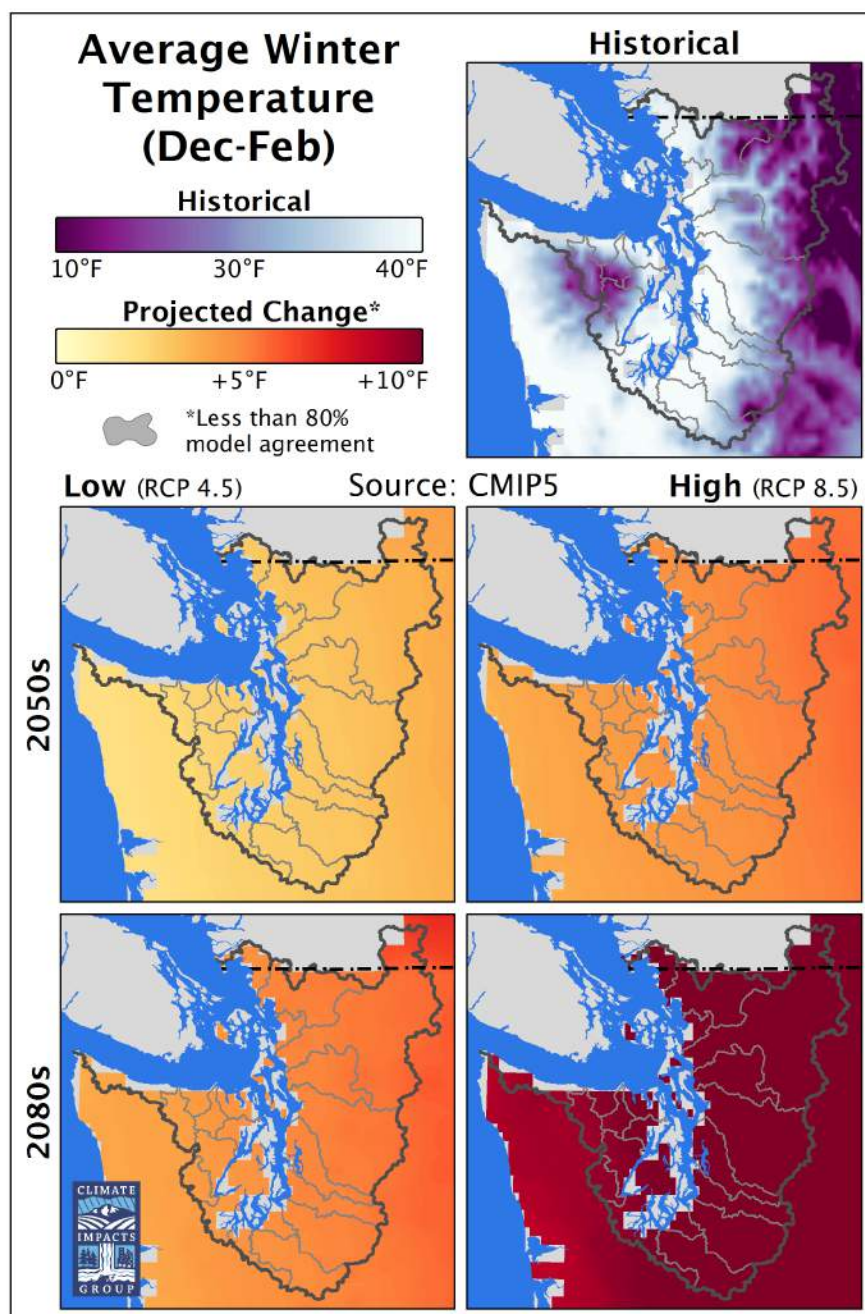 Average Winter
Temperature
(Dec-Feb)
Historical
10°F 30°F 40°F
Projected Change*
0°F +5°F +10°F
*Less than 80%
model agreement
Historical
Low (RCP 4.5) Source: CMIP5 High (RCP 8.5)
2050s
2080s
CLIMATE
IMPACTS
GROUP